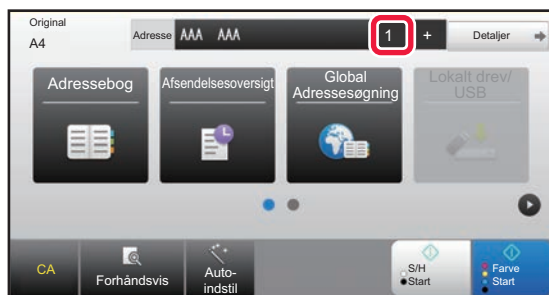 Original
A4
Adresse AAA AAA 1 + Detaljer
Adressebog
Afsendelsesoversigt
Global
Adressesøgning
Lokalt drev/
USB
CA
Forhåndsvis
Auto-
indstil
S/H
Start
Farve
Start